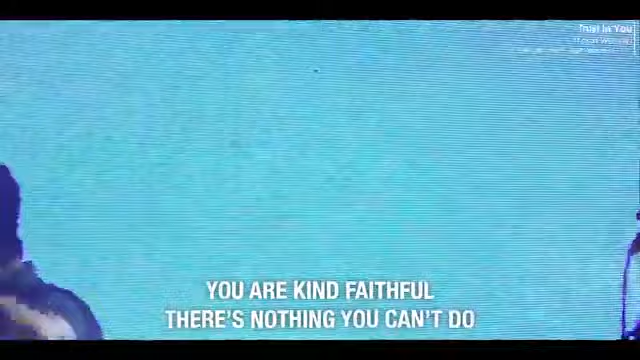 Trust In You
YOU ARE KIND FAITHFUL
THERE'S NOTHING YOU CAN'T DO